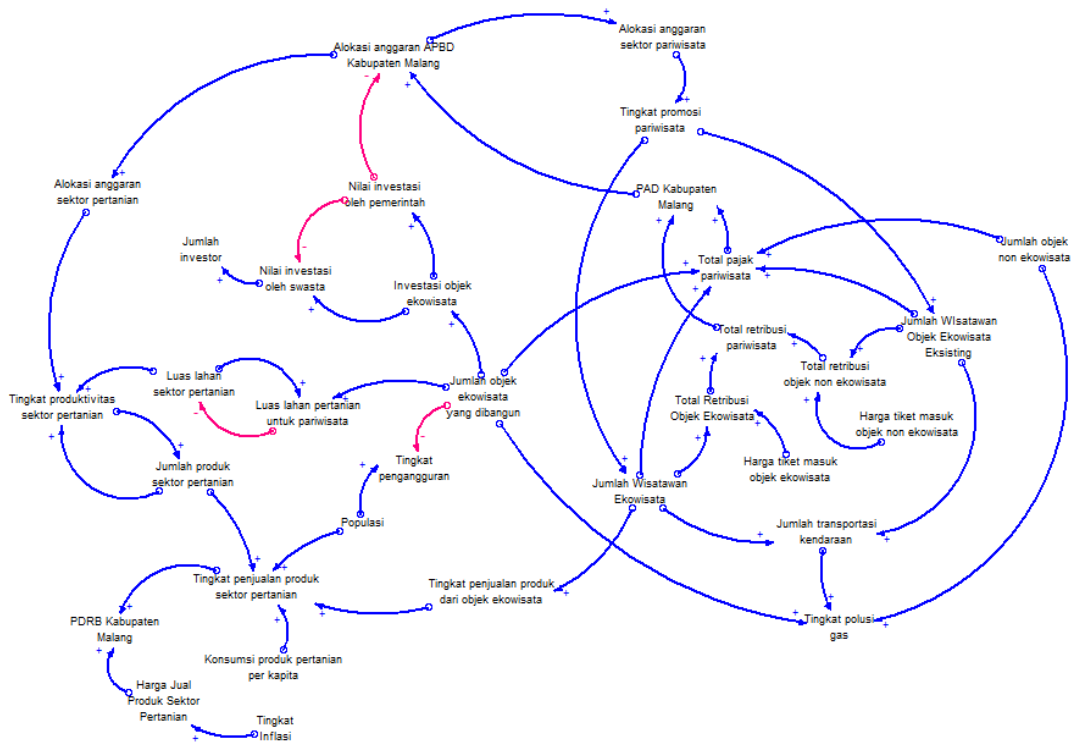 Alokasi anggaran
sektor pariwisata
Alokasi anggaran APBD
Kabupaten Malang
Tingkat promosi
pariwisata
Alokasi anggaran
sektor pertanian
Nilai investasi
oleh pemerintah
PAD Kabupaten
Malang
Jumlah
investor
Nilai investasi
oleh swasta
Investasi objek
ekowisata
Total pajak
pariwisata
Jumlah objek
non ekowisata
Total retribusi
pariwisata
Jumlah WIsatawan
Objek Ekowisata
Eksisting
Total retribusi
objek non ekowisata
Tingkat produktivitas
sektor pertanian
Luas lahan
sektor pertanian
Luas lahan pertanian
untuk pariwisata
Jumlah objek
ekowisata
yang dibangun
Total Retribusi
Objek Ekowisata
Harga tiket masuk
objek non ekowisata
Jumlah produk
sektor pertanian
Tingkat
pengangguran
Harga tiket masuk
objek ekowisata
Jumlah Wisatawan
Ekowisata
Populasi
Jumlah transportasi
kendaraan
Tingkat penjualan produk
sektor pertanian
Tingkat penjualan produk
dari objek ekowisata
PDRB Kabupaten
Malang
Tingkat polusi
gas
Konsumsi produk pertanian
per kapita
Harga Jual
Produk Sektor
Pertanian
Tingkat
Inflasi